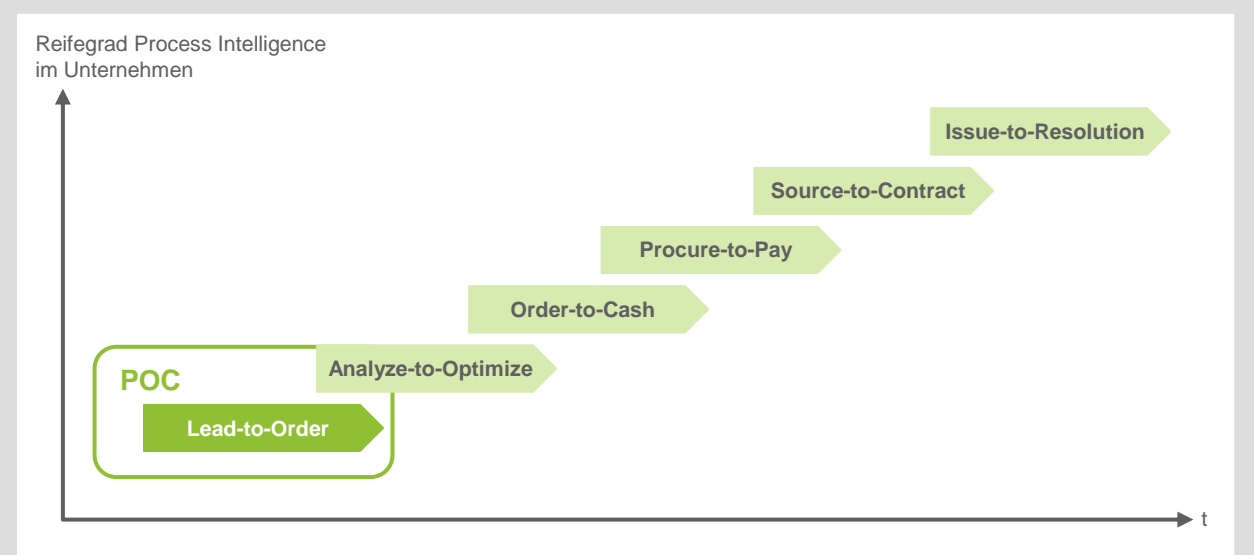 Reifegrad Process Intelligence
im Unternehmen
Issue-to-Resolution
Source-to-Contract
Procure-to-Pay
Order-to-Cash
Analyze-to-Optimize
POC
Lead-to-Order
t